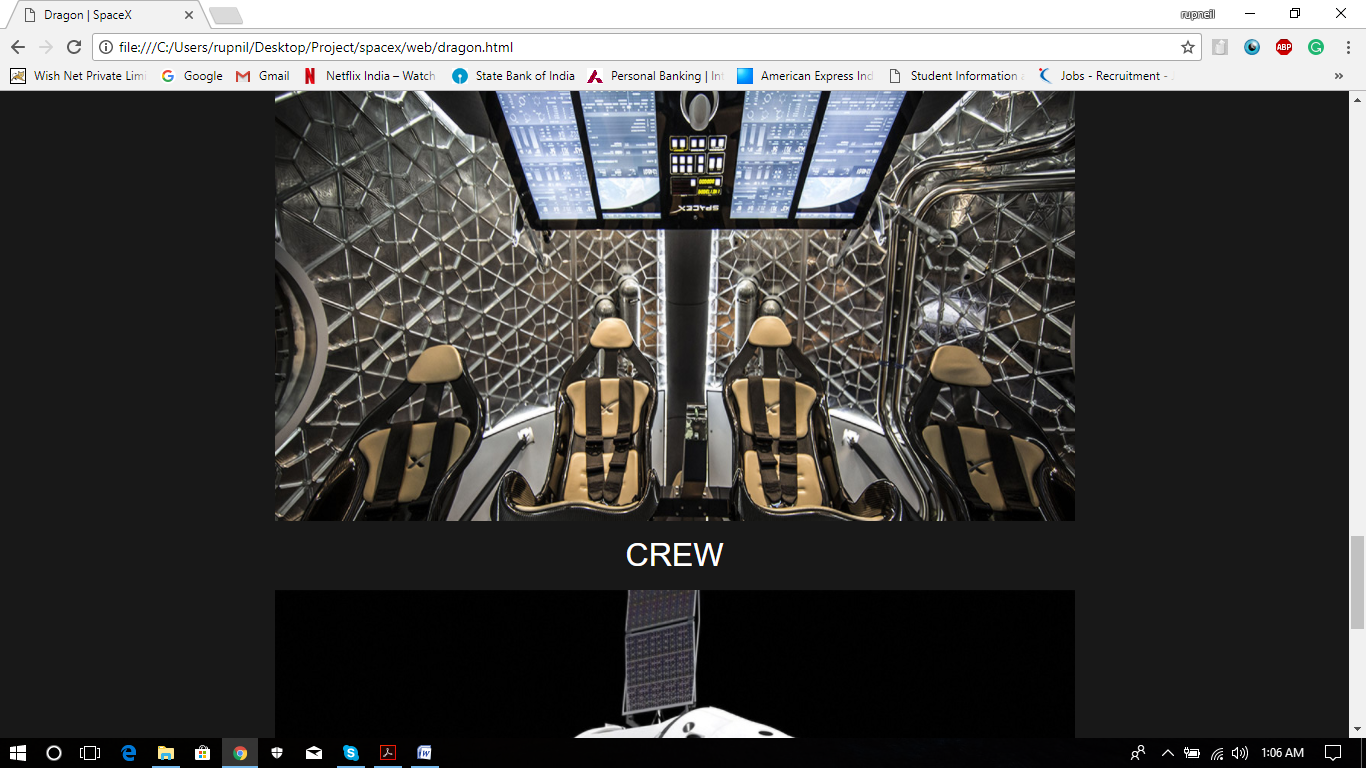 Dragon | SpaceX
rupneil
file:///C:/Users/rupnil/Desktop/Project/spacex/web/dragon.html
ABP
Wish Net Private Limi
Google
Gmail
Netflix India – Watch
State Bank of India
Personal Banking | Int
American Express Ind
Student Information a
Jobs - Recruitment -
»
SPACEX
CREW
1:06 AM